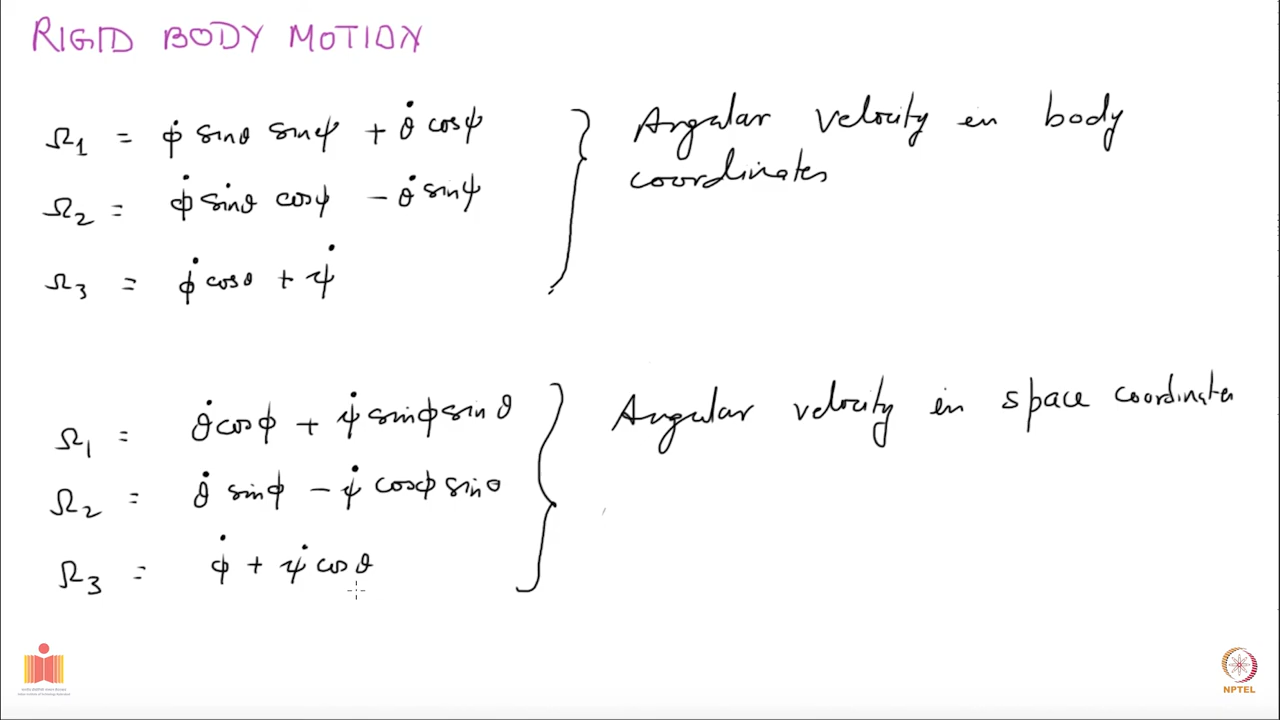 RIGID BODY MOTION
Ω₁ = φ̇ sinθ sinψ + θ̇ cosψ
Angular velocity in body
coordinates
Ω₂ = φ̇ sinθ cosψ − θ̇ sinψ
Ω₃ = φ̇ cosθ + ψ̇
Ω₁ = θ̇ cosφ + ψ̇ sinφ sinθ
Angular velocity in space coordinates
Ω₂ = θ̇ sinφ − ψ̇ cosφ sinθ
Ω₃ = φ̇ + ψ̇ cosθ
NPTEL